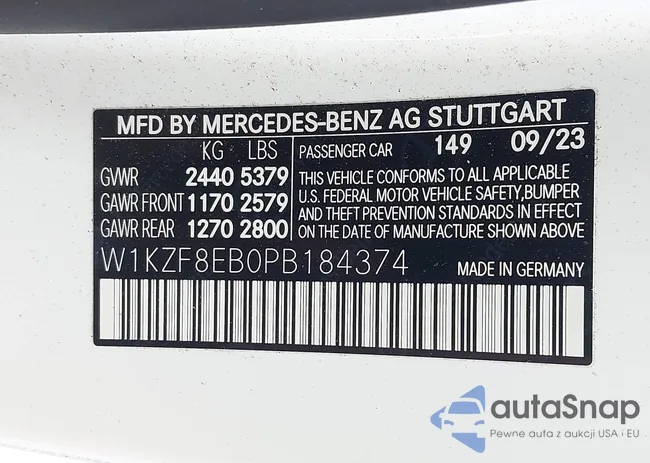 MFD BY MERCEDES-BENZ AG STUTTGART
KG LBS PASSENGER CAR 149 09/23
GVWR 2440 5379
GAWR FRONT 1170 2579
GAWR REAR 1270 2800
THIS VEHICLE CONFORMS TO ALL APPLICABLE
U.S. FEDERAL MOTOR VEHICLE SAFETY,BUMPER
AND THEFT PREVENTION STANDARDS IN EFFECT
ON THE DATE OF MANUFACTURE SHOWN ABOVE
W1KZF8EB0PB184374 MADE IN GERMANY
autaSnap
Pewne auta z aukcji USA i EU